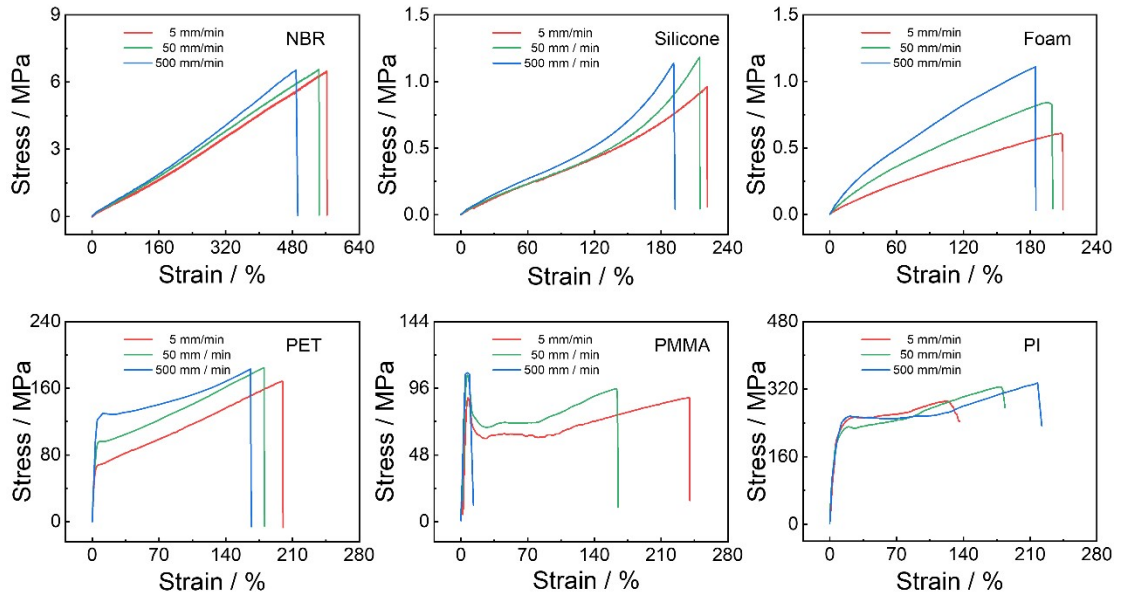 9
6
3
0
Stress / MPa
5 mm/min
50 mm/min
500 mm/min
NBR
0 160 320 480 640
Strain / %
1.5
1.0
0.5
0.0
Stress / MPa
5 mm/min
50 mm / min
500 mm / min
Silicone
0 60 120 180 240
Strain / %
1.5
1.0
0.5
0.0
Stress / MPa
5 mm/min
50 mm/min
500 mm/min
Foam
0 60 120 180 240
Strain / %
240
160
80
0
Stress / MPa
5 mm/min
50 mm / min
500 mm / min
PET
0 70 140 210 280
Strain / %
144
96
48
0
Stress / MPa
5 mm/min
50 mm / min
500 mm / min
PMMA
0 70 140 210 280
Strain / %
480
320
160
0
Stress / MPa
5 mm/min
50 mm/min
500 mm/min
PI
0 70 140 210 280
Strain / %